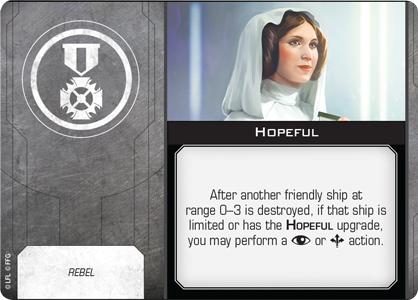 HOPEFUL
After another friendly ship at
range 0–3 is destroyed, if that ship is
limited or has the HOPEFUL upgrade,
you may perform a or action.
REBEL
© LFL © FFG